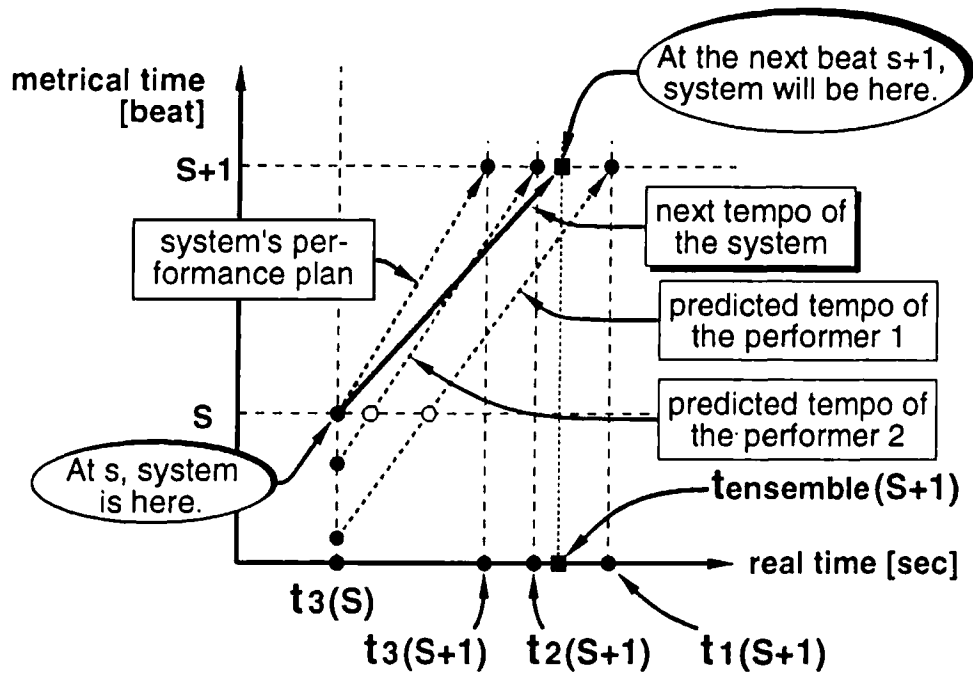 At the next beat s+1,
system will be here.
metrical time
[beat]
S+1
system's per-
formance plan
next tempo of
the system
predicted tempo of
the performer 1
S
predicted tempo of
the performer 2
At s, system
is here.
tensemble(S+1)
real time [sec]
t3(S)
t3(S+1)
t2(S+1)
t1(S+1)